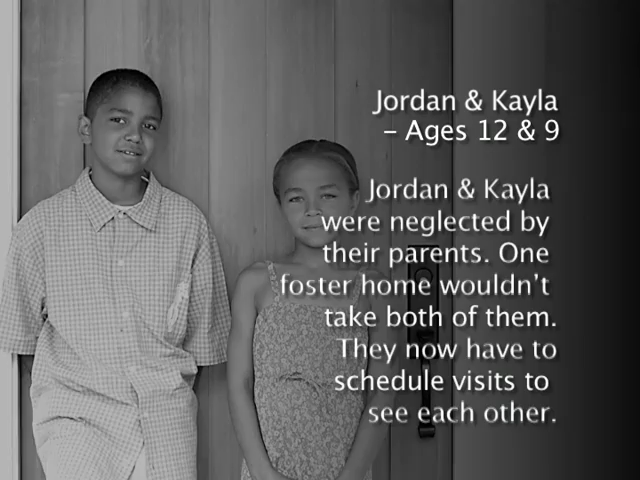 Jordan & Kayla
– Ages 12 & 9
Jordan & Kayla
were neglected by
their parents. One
foster home wouldn’t
take both of them.
They now have to
schedule visits to
see each other.